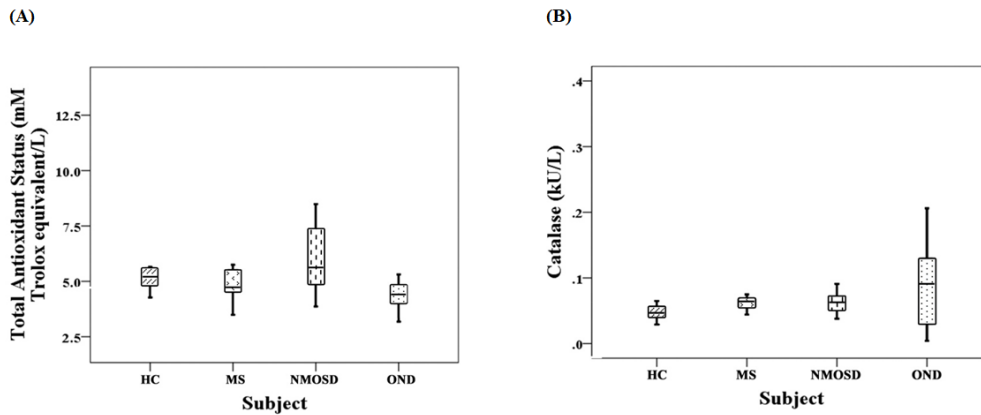 (A)
Total Antioxidant Status (mM
Trolox equivalent/L)
12.5
10.0
7.5
5.0
2.5
HC MS NMOSD OND
Subject
(B)
Catalase (kU/L)
.4
.3
.2
.1
.0
HC MS NMOSD OND
Subject